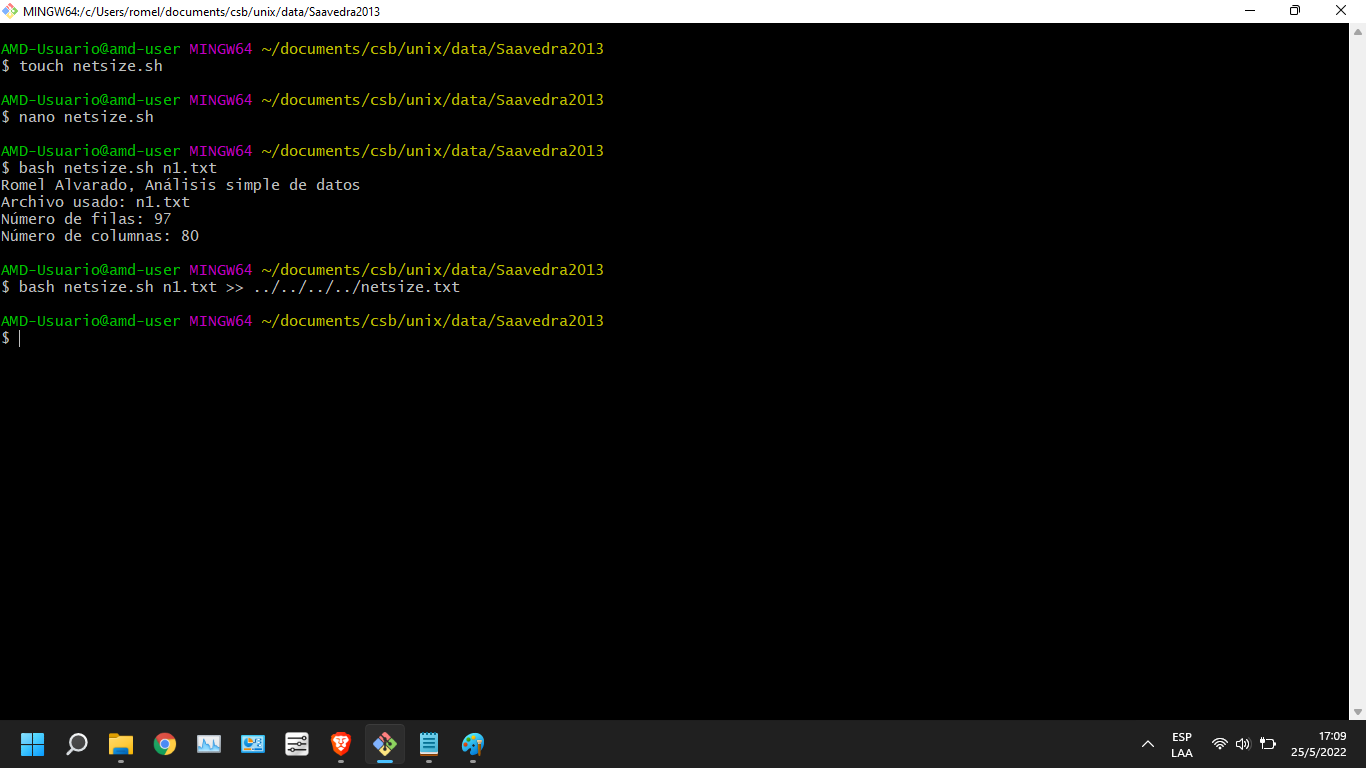 MINGW64:/c/Users/romel/documents/csb/unix/data/Saavedra2013
AMD-Usuario@amd-user MINGW64 ~/documents/csb/unix/data/Saavedra2013
$ touch netsize.sh
AMD-Usuario@amd-user MINGW64 ~/documents/csb/unix/data/Saavedra2013
$ nano netsize.sh
AMD-Usuario@amd-user MINGW64 ~/documents/csb/unix/data/Saavedra2013
$ bash netsize.sh n1.txt
Romel Alvarado, Análisis simple de datos
Archivo usado: n1.txt
Número de filas: 97
Número de columnas: 80
AMD-Usuario@amd-user MINGW64 ~/documents/csb/unix/data/Saavedra2013
$ bash netsize.sh n1.txt >> ../../../../netsize.txt
AMD-Usuario@amd-user MINGW64 ~/documents/csb/unix/data/Saavedra2013
$
ESP
LAA
17:09
25/5/2022